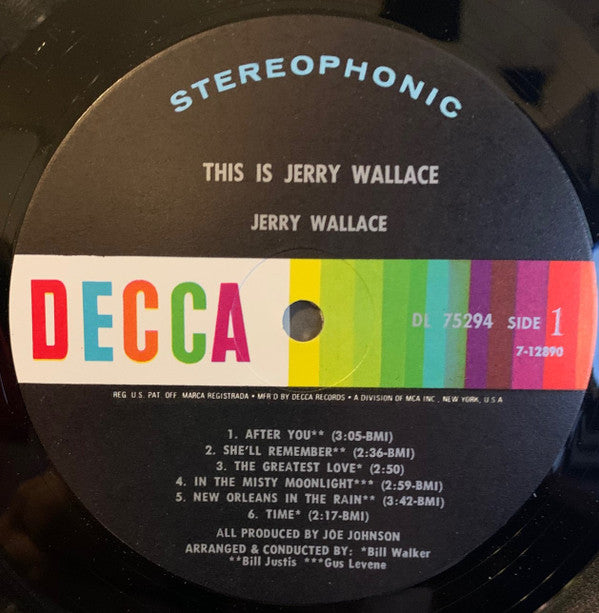 STEREOPHONIC
THIS IS JERRY WALLACE
JERRY WALLACE
DECCA
DL 75294 SIDE 1
7-12890
REG. U.S. PAT. OFF. MARCA REGISTRADA • MFR'D BY DECCA RECORDS • A DIVISION OF MCA INC., NEW YORK, U.S.A
1. AFTER YOU** (3:05-BMI)
2. SHE'LL REMEMBER** (2:36-BMI)
3. THE GREATEST LOVE* (2:50)
4. IN THE MISTY MOONLIGHT*** (2:59-BMI)
5. NEW ORLEANS IN THE RAIN** (3:42-BMI)
6. TIME* (2:17-BMI)
ALL PRODUCED BY JOE JOHNSON
ARRANGED & CONDUCTED BY: *Bill Walker
**Bill Justis ***Gus Levene